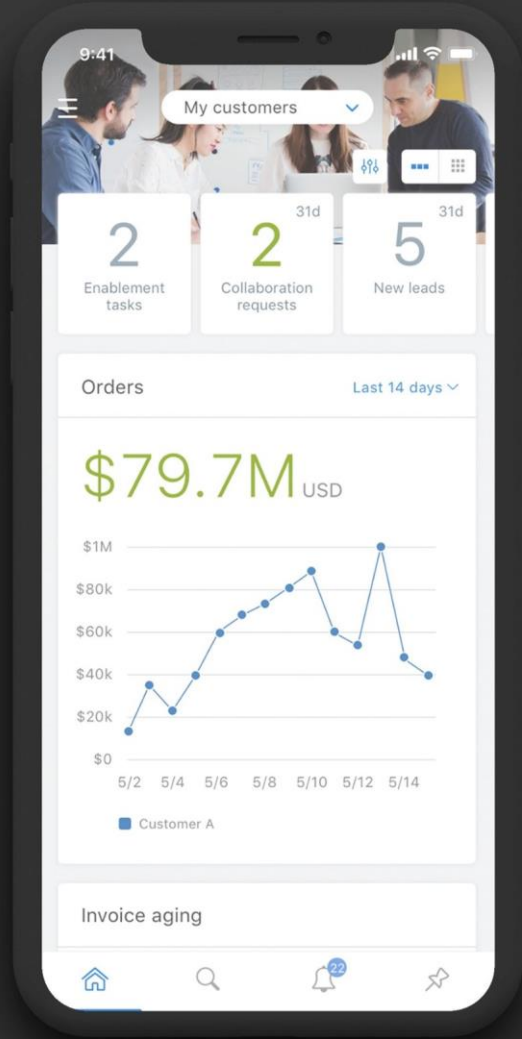 9:41
My customers
2
Enablement
tasks
31d
2
Collaboration
requests
31d
5
New leads
Orders
Last 14 days
$79.7M USD
$1M
$80k
$60k
$40k
$20k
$0
5/2 5/4 5/6 5/8 5/10 5/12 5/14
Customer A
Invoice aging
22